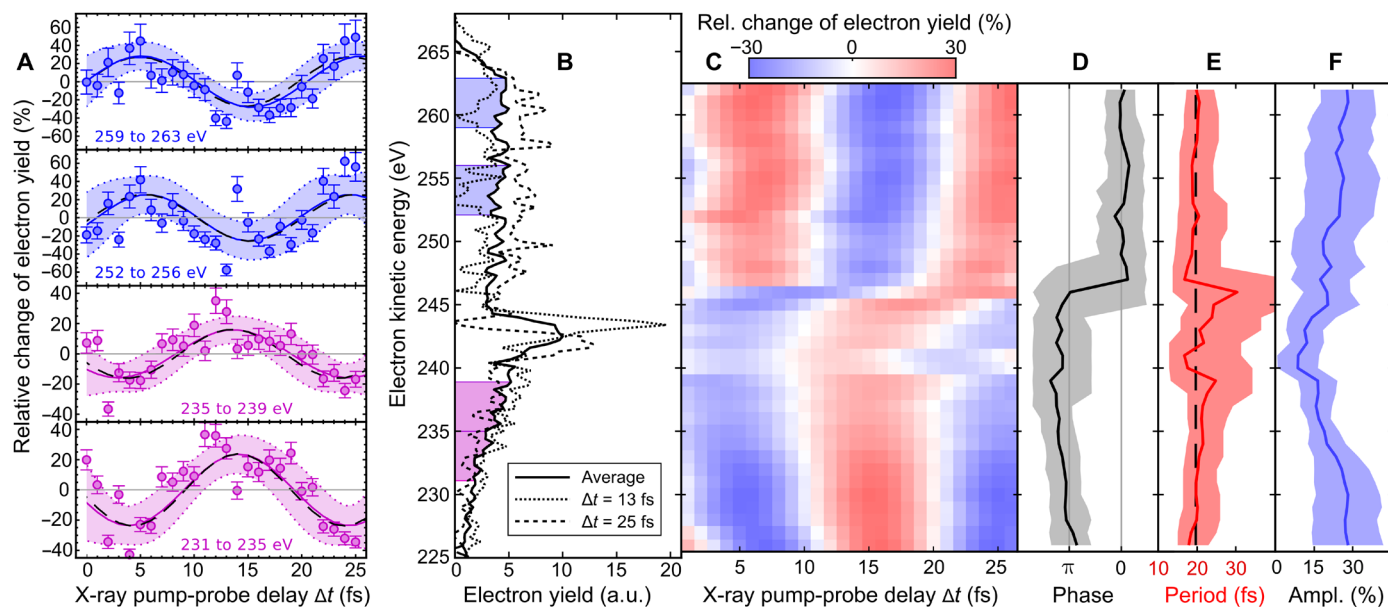 A
Relative change of electron yield (%)
60
40
20
0
−20
−40
−60
259 to 263 eV
60
40
20
0
−20
−40
−60
252 to 256 eV
40
20
0
−20
−40
235 to 239 eV
40
20
0
−20
−40
231 to 235 eV
0 5 10 15 20 25
X-ray pump-probe delay Δt (fs)
B
Electron kinetic energy (eV)
265
260
255
250
245
240
235
230
225
Average
Δt = 13 fs
Δt = 25 fs
0 5 10 15 20
Electron yield (a.u.)
Rel. change of electron yield (%)
−30 0 30
C
5 10 15 20 25
X-ray pump-probe delay Δt (fs)
D
π 0
Phase
E
10 20 30
Period (fs)
F
0 30
Ampl. (%)